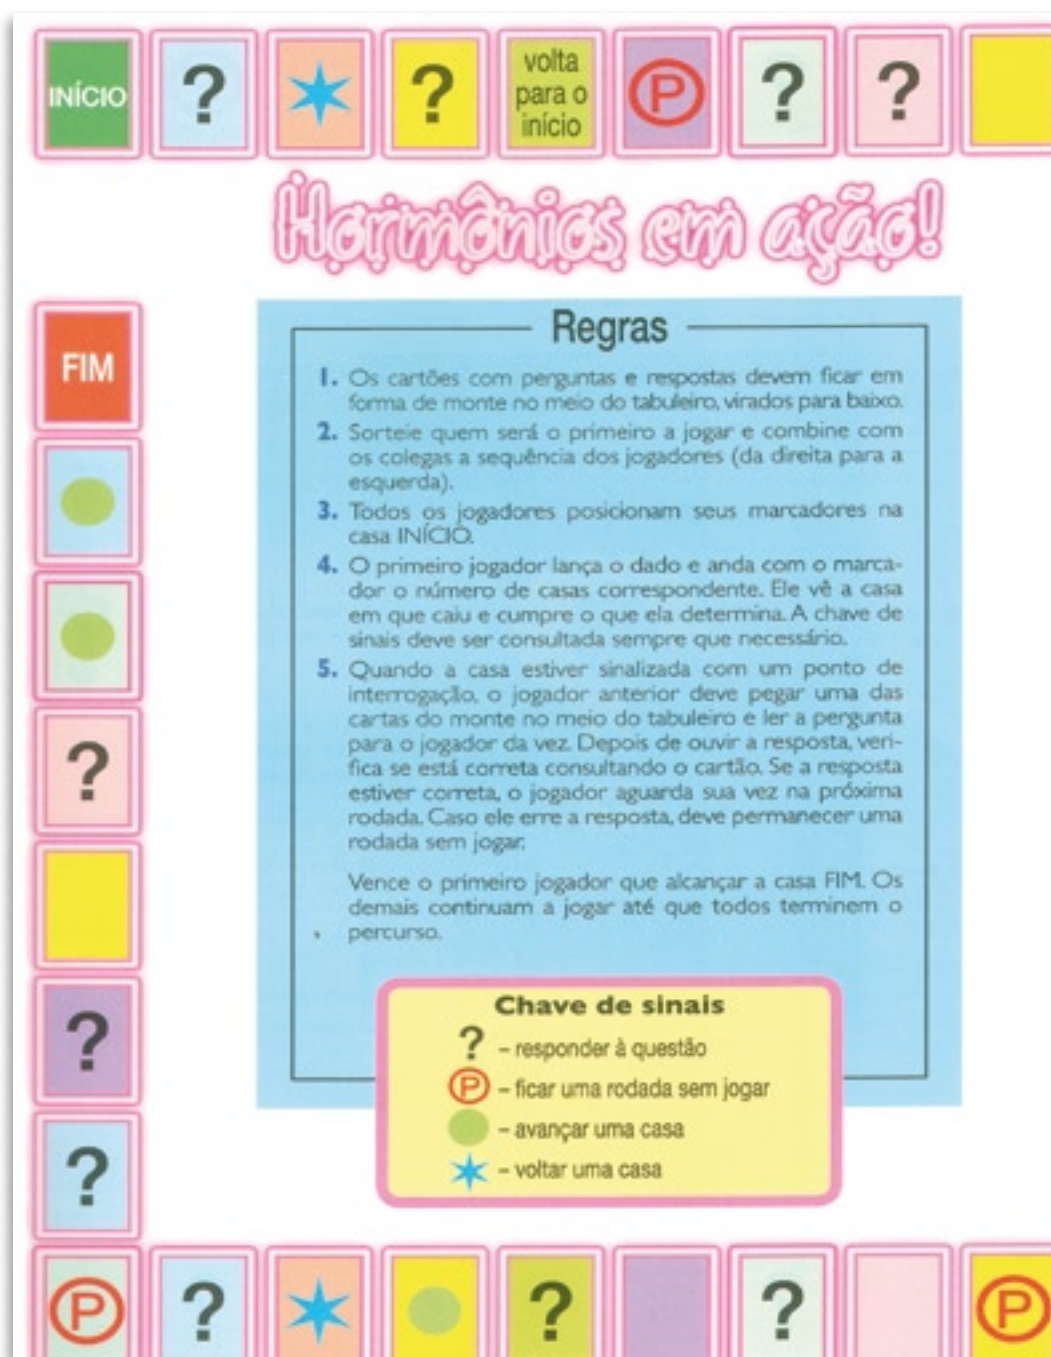 INÍCIO ? ? volta
para o
início P ? ?
Hormônios em ação!
FIM
Regras
1. Os cartões com perguntas e respostas devem ficar em
forma de monte no meio do tabuleiro, virados para baixo.
2. Sorteie quem será o primeiro a jogar e combine com
os colegas a sequência dos jogadores (da direita para a
esquerda).
3. Todos os jogadores posicionam seus marcadores na
casa INÍCIO.
4. O primeiro jogador lança o dado e anda com o marca-
dor o número de casas correspondente. Ele vê a casa
em que caiu e cumpre o que ela determina. A chave de
sinais deve ser consultada sempre que necessário.
5. Quando a casa estiver sinalizada com um ponto de
interrogação, o jogador anterior deve pegar uma das
cartas do monte no meio do tabuleiro e ler a pergunta
para o jogador da vez. Depois de ouvir a resposta, veri-
fica se está correta consultando o cartão. Se a resposta
estiver correta, o jogador aguarda sua vez na próxima
rodada. Caso ele erre a resposta, deve permanecer uma
rodada sem jogar.
Vence o primeiro jogador que alcançar a casa FIM. Os
demais continuam a jogar até que todos terminem o
percurso.
Chave de sinais
? – responder à questão
P – ficar uma rodada sem jogar
– avançar uma casa
– voltar uma casa
?
?
?
P ? ? ? P